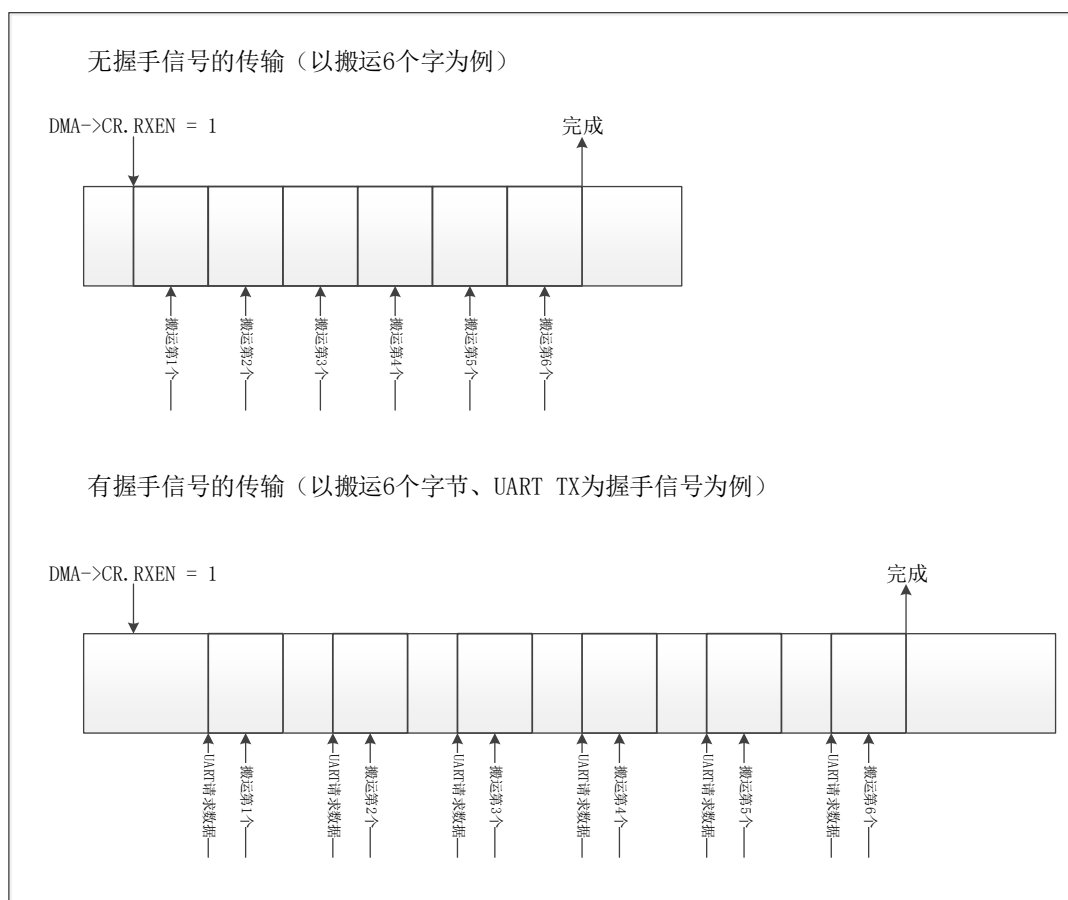 无握手信号的传输（以搬运6个字为例）
DMA->CR.RXEN = 1
完成
搬运第1个
搬运第2个
搬运第3个
搬运第4个
搬运第5个
搬运第6个
有握手信号的传输（以搬运6个字节、UART TX为握手信号为例）
DMA->CR.RXEN = 1
完成
UART请求数据
搬运第1个
UART请求数据
搬运第2个
UART请求数据
搬运第3个
UART请求数据
搬运第4个
UART请求数据
搬运第5个
UART请求数据
搬运第6个